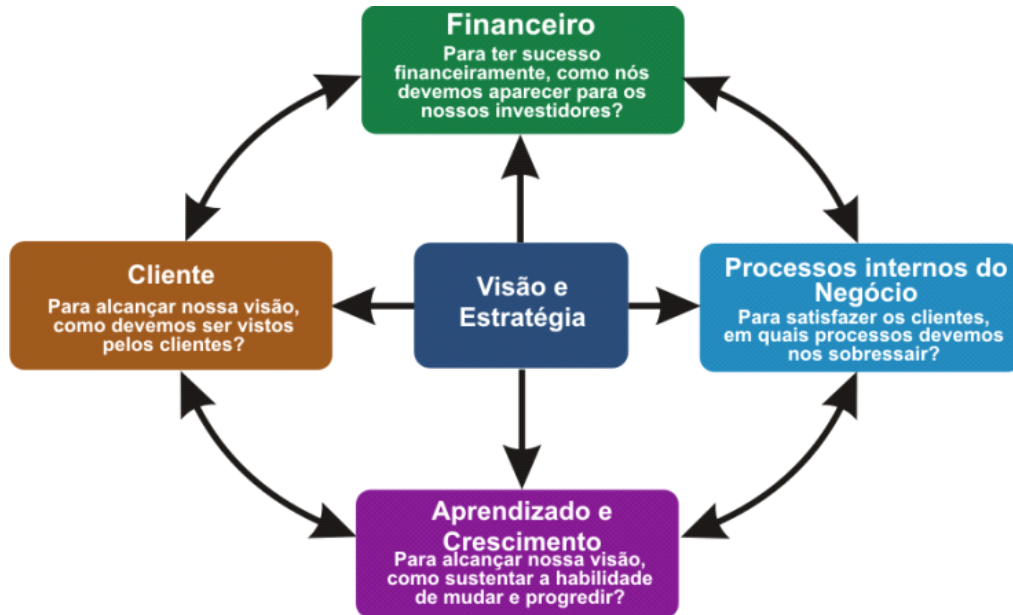 Financeiro
Para ter sucesso
financeiramente, como nós
devemos aparecer para os
nossos investidores?
Cliente
Para alcançar nossa visão,
como devemos ser vistos
pelos clientes?
Visão e
Estratégia
Processos internos do
Negócio
Para satisfazer os clientes,
em quais processos devemos
nos sobressair?
Aprendizado e
Crescimento
Para alcançar nossa visão,
como sustentar a habilidade
de mudar e progredir?